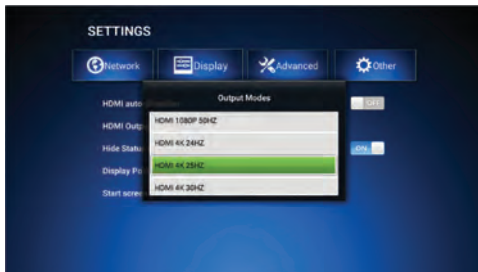 SETTINGS
Network Display Advanced Other
Output Modes
HDMI auto
OFF
HDMI 1080P 50HZ
HDMI Outp
HDMI 4K 24HZ
Hide Statu
ON
HDMI 4K 25HZ
Display Po
HDMI 4K 30HZ
Start scree